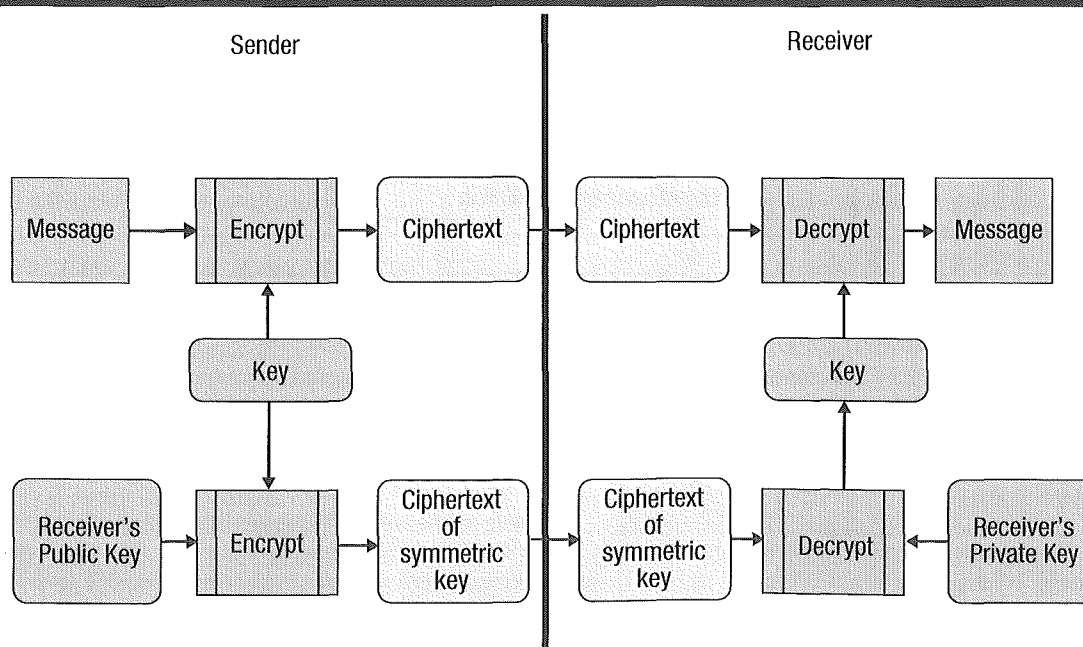 Sender
Receiver
Message
Encrypt
Ciphertext
Ciphertext
Decrypt
Message
Key
Key
Receiver's
Public Key
Encrypt
Ciphertext
of
symmetric
key
Ciphertext
of
symmetric
key
Decrypt
Receiver's
Private Key